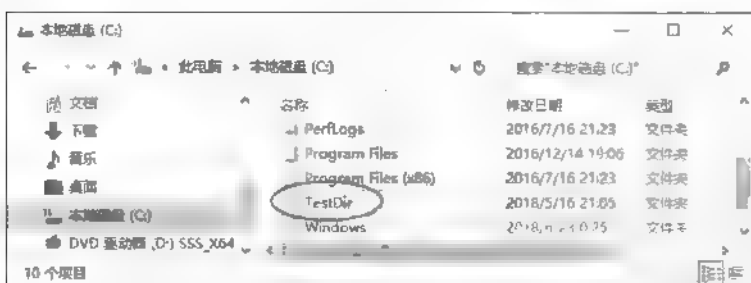 本地磁盘 (C:)
此电脑 > 本地磁盘 (C:)
搜索"本地磁盘 (C:)"
文档
下载
音乐
桌面
本地磁盘 (C:)
DVD 驱动器 (D:) SSS_X64
名称 修改日期 类型
PerfLogs 2016/7/16 21:23 文件夹
Program Files 2016/12/14 19:06 文件夹
Program Files (x86) 2016/7/16 21:23 文件夹
TestDir 2018/5/16 21:05 文件夹
Windows 文件夹
10 个项目